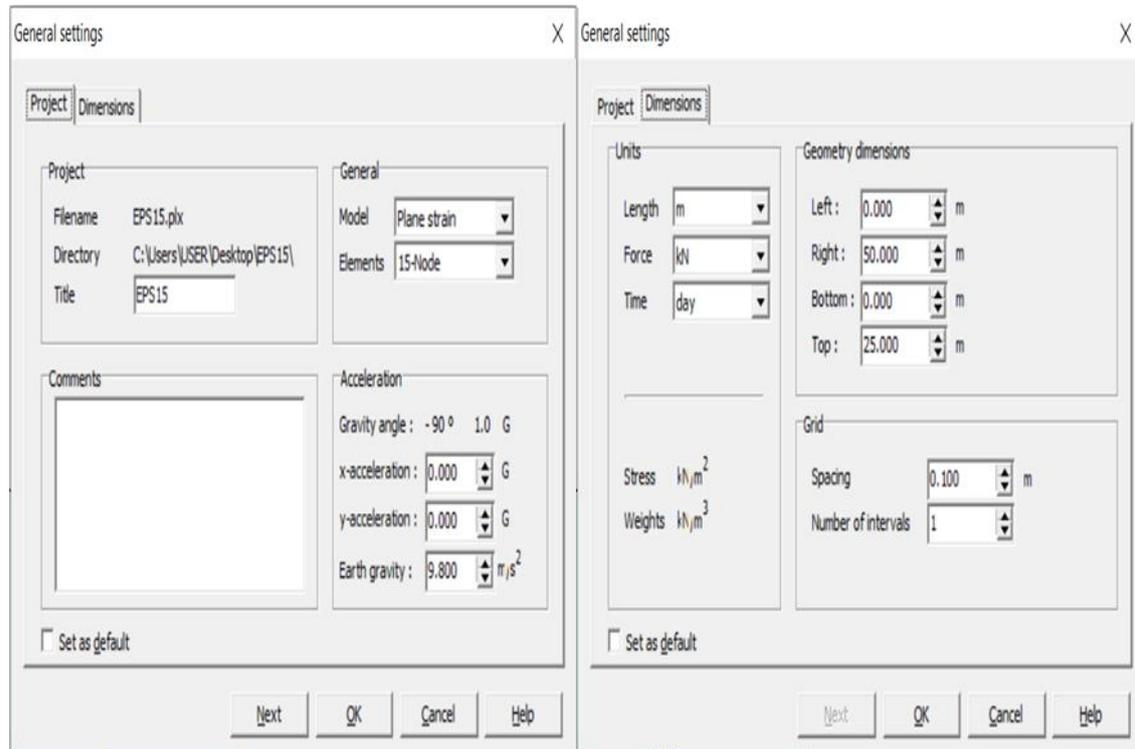 General settings
Project Dimensions
Project
Filename EPS15.plx
Directory C:\Users\USER\Desktop\EPS15\
Title EPS15
General
Model Plane strain
Elements 15-Node
Comments
Acceleration
Gravity angle : - 90 º 1.0 G
x-acceleration : 0.000 G
y-acceleration : 0.000 G
Earth gravity : 9.800 m/s²
Set as default
Next OK Cancel Help
General settings
Project Dimensions
Units
Length m
Force kN
Time day
Stress kN/m²
Weights kN/m³
Geometry dimensions
Left : 0.000 m
Right : 50.000 m
Bottom : 0.000 m
Top : 25.000 m
Grid
Spacing 0.100 m
Number of intervals 1
Set as default
Next OK Cancel Help